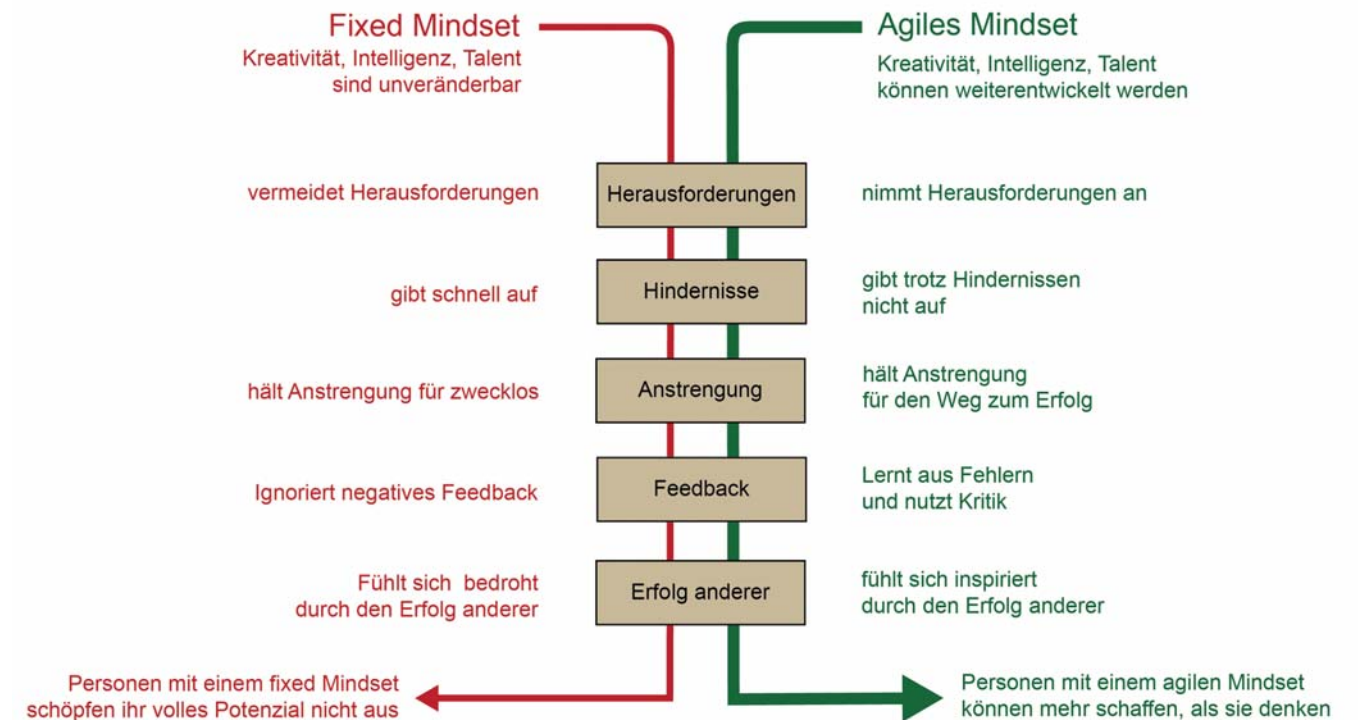 Fixed Mindset
Kreativität, Intelligenz, Talent
sind unveränderbar
Agiles Mindset
Kreativität, Intelligenz, Talent
können weiterentwickelt werden
vermeidet Herausforderungen
Herausforderungen
nimmt Herausforderungen an
gibt schnell auf
Hindernisse
gibt trotz Hindernissen
nicht auf
hält Anstrengung für zwecklos
Anstrengung
hält Anstrengung
für den Weg zum Erfolg
Ignoriert negatives Feedback
Feedback
Lernt aus Fehlern
und nutzt Kritik
Fühlt sich bedroht
durch den Erfolg anderer
Erfolg anderer
fühlt sich inspiriert
durch den Erfolg anderer
Personen mit einem fixed Mindset
schöpfen ihr volles Potenzial nicht aus
Personen mit einem agilen Mindset
können mehr schaffen, als sie denken